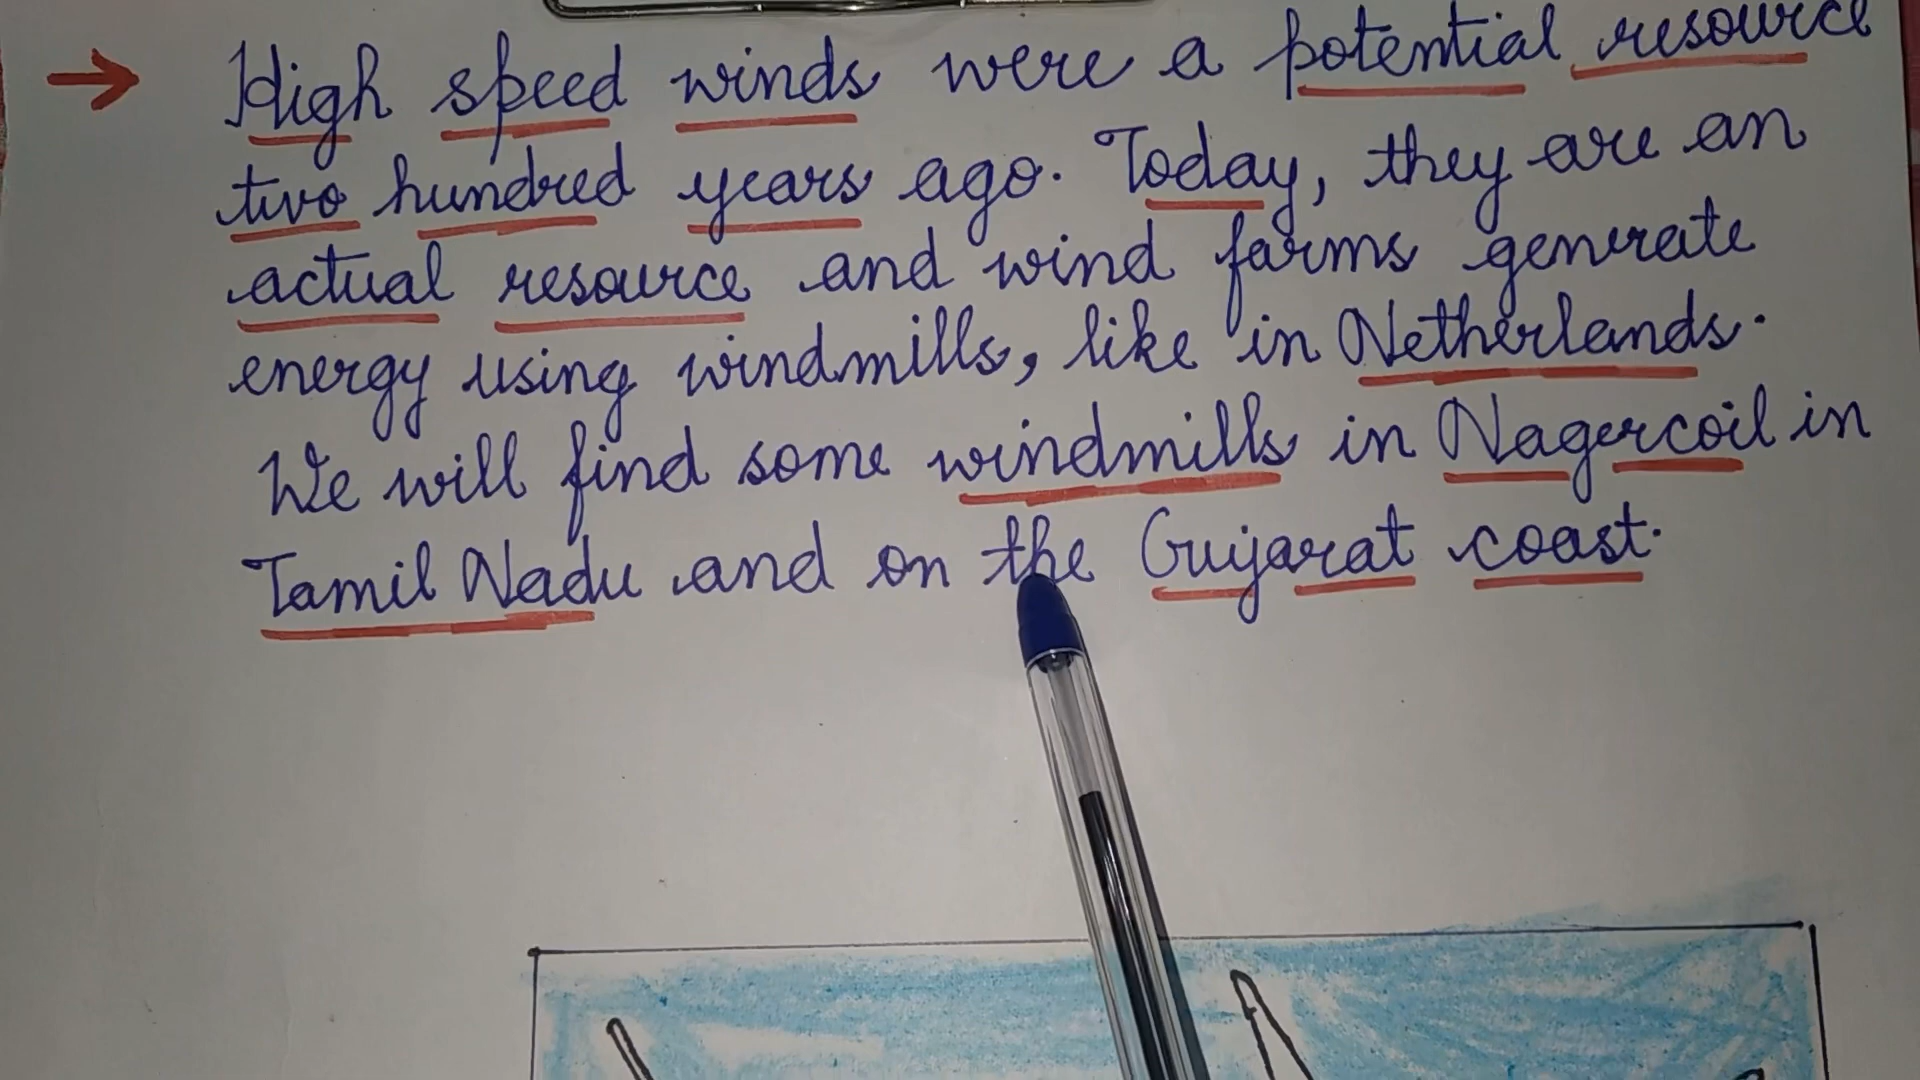 → High speed winds were a potential resource
two hundred years ago. Today, they are an
actual resource and wind farms generate
energy using windmills, like in Netherlands.
We will find some windmills in Nagercoil in
Tamil Nadu and on the Gujarat coast.